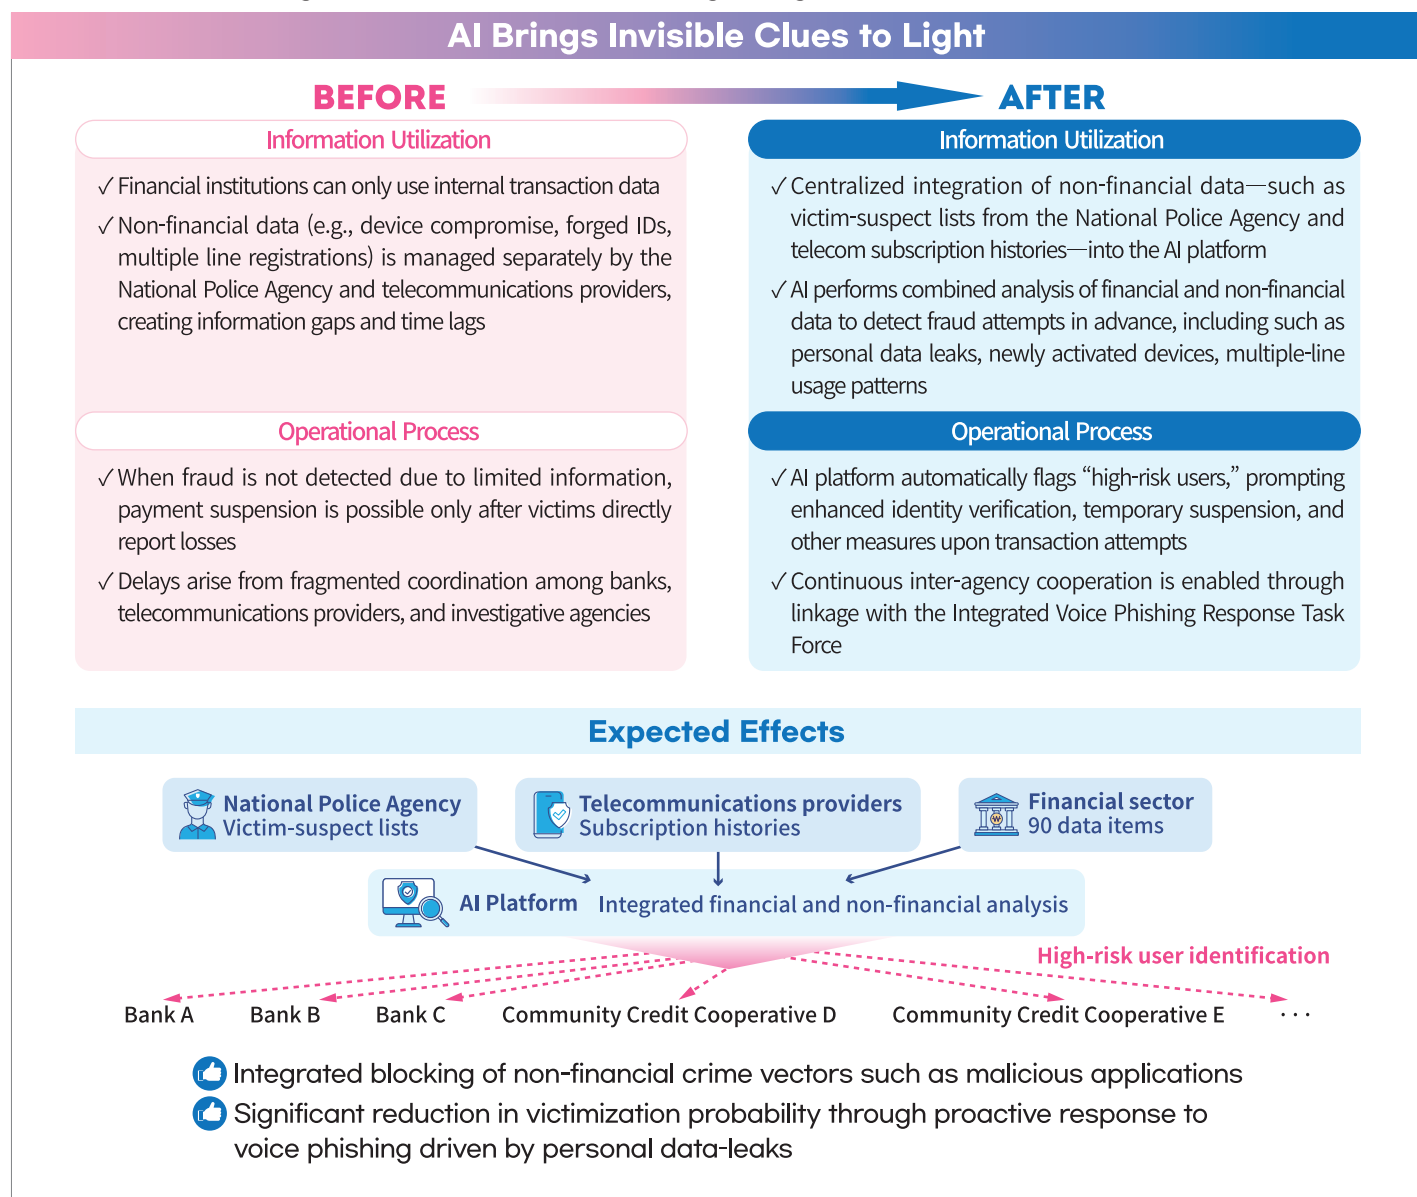 AI Brings Invisible Clues to Light
BEFORE
Information Utilization
✓ Financial institutions can only use internal transaction data
✓ Non-financial data (e.g., device compromise, forged IDs,
multiple line registrations) is managed separately by the
National Police Agency and telecommunications providers,
creating information gaps and time lags
Operational Process
✓ When fraud is not detected due to limited information,
payment suspension is possible only after victims directly
report losses
✓ Delays arise from fragmented coordination among banks,
telecommunications providers, and investigative agencies
AFTER
Information Utilization
✓ Centralized integration of non-financial data—such as
victim-suspect lists from the National Police Agency and
telecom subscription histories—into the AI platform
✓ AI performs combined analysis of financial and non-financial
data to detect fraud attempts in advance, including such as
personal data leaks, newly activated devices, multiple-line
usage patterns
Operational Process
✓ AI platform automatically flags “high-risk users,” prompting
enhanced identity verification, temporary suspension, and
other measures upon transaction attempts
✓ Continuous inter-agency cooperation is enabled through
linkage with the Integrated Voice Phishing Response Task
Force
Expected Effects
National Police Agency
Victim-suspect lists
Telecommunications providers
Subscription histories
Financial sector
90 data items
AI Platform Integrated financial and non-financial analysis
High-risk user identification
Bank A Bank B Bank C Community Credit Cooperative D Community Credit Cooperative E ···
Integrated blocking of non-financial crime vectors such as malicious applications
Significant reduction in victimization probability through proactive response to
voice phishing driven by personal data-leaks